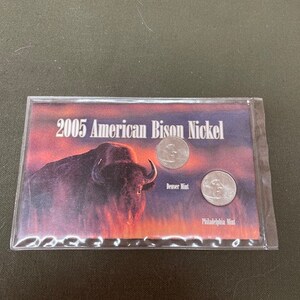 2005 American Bison Nickel
Denver Mint
Philadelphia Mint